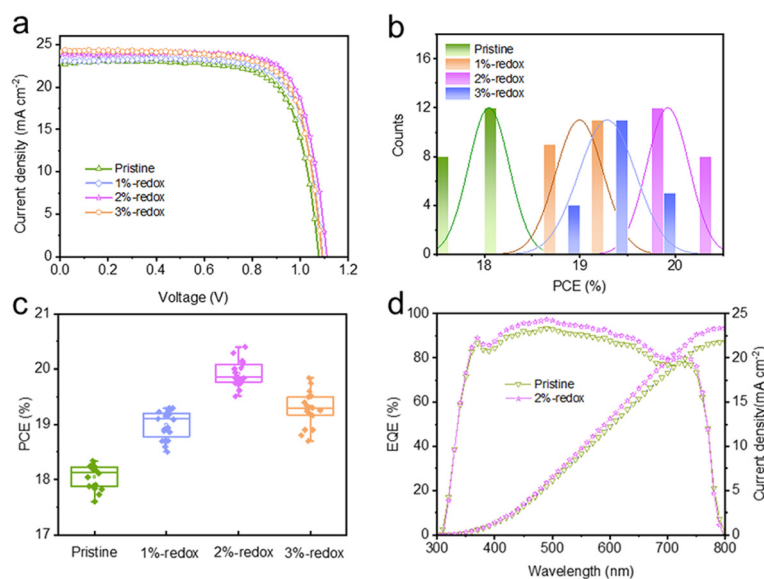 a
25
20
15
10
5
0
Current density (mA cm⁻²)
Pristine
1%-redox
2%-redox
3%-redox
0.0 0.2 0.4 0.6 0.8 1.0 1.2
Voltage (V)
b
16
12
8
4
0
Counts
Pristine
1%-redox
2%-redox
3%-redox
18 19 20
PCE (%)
c
21
20
19
18
17
PCE (%)
Pristine 1%-redox 2%-redox 3%-redox
d
100
80
60
40
20
0
EQE (%)
Pristine
2%-redox
25
20
15
10
5
0
Current density(mA cm⁻²)
300 400 500 600 700 800
Wavelength (nm)